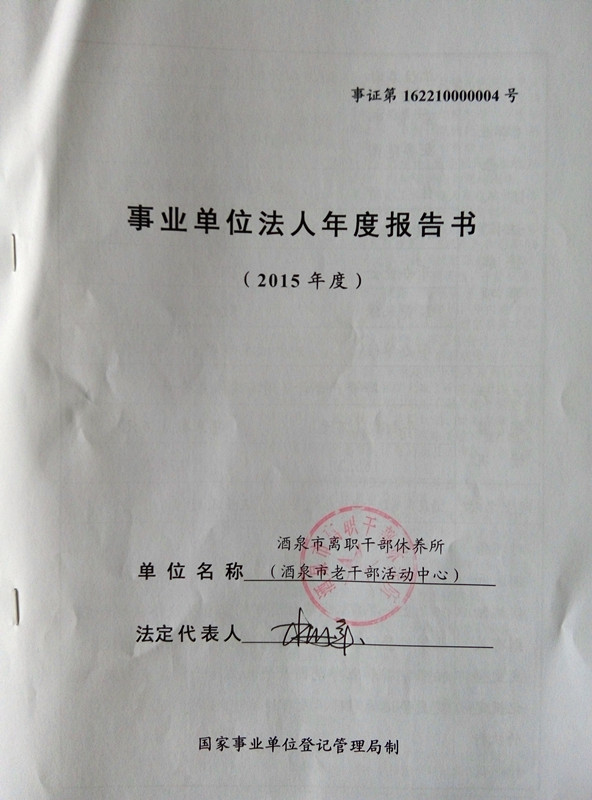 事证第 162210000004 号
事业单位法人年度报告书
（2015 年度）
酒泉市离职干部休养所
单位名称（酒泉市老干部活动中心）
法定代表人
国家事业单位登记管理局制